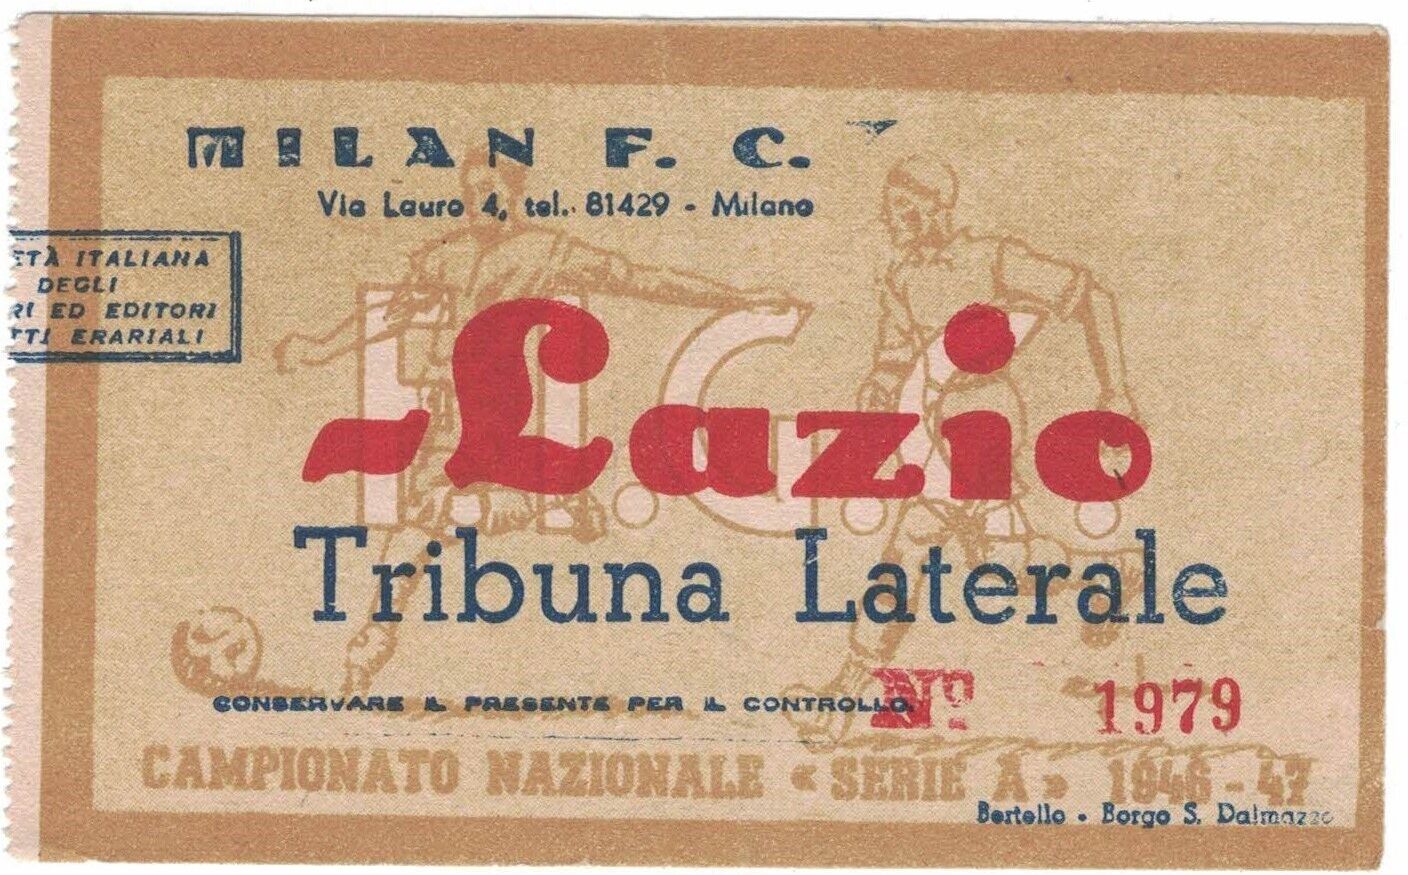 MILAN F. C.
Via Lauro 4, tel. 81429 - Milano
ETÀ ITALIANA
DEGLI
RI ED EDITORI
TTI ERARIALI
F.I.G.C.
-Lazio
Tribuna Laterale
CONSERVARE IL PRESENTE PER IL CONTROLLO.
Nº 1979
CAMPIONATO NAZIONALE « SERIE A » 1946-47
Bertello • Borgo S. Dalmazzo